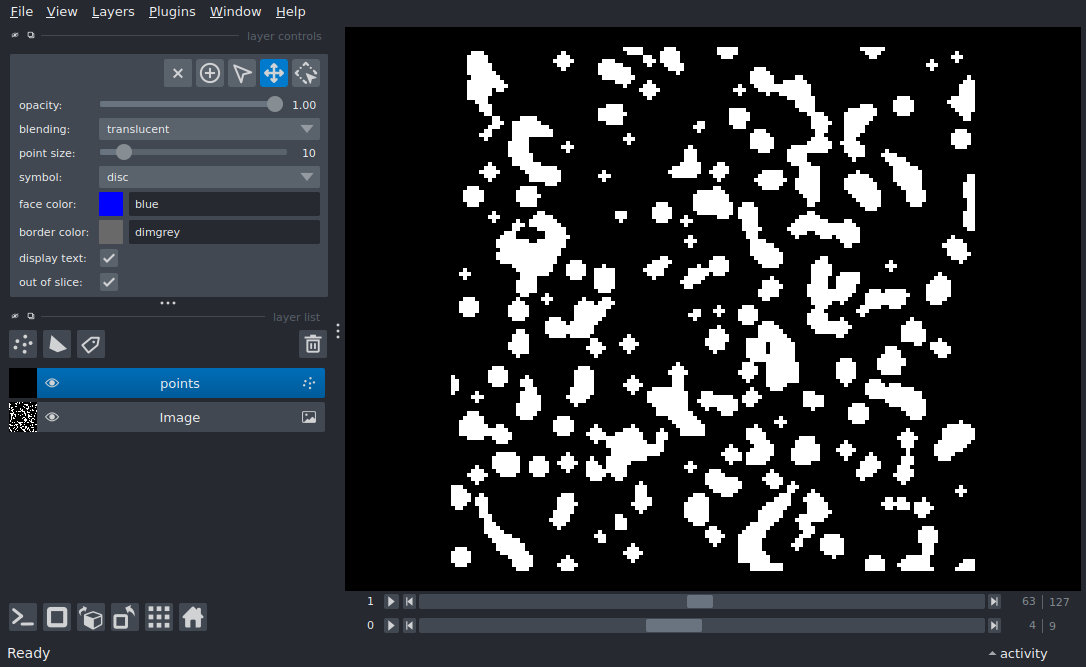 File View Layers Plugins Window Help
layer controls
opacity: 1.00
blending: translucent
point size: 10
symbol: disc
face color: blue
border color: dimgrey
display text:
out of slice:
layer list
points
Image
1 63 127
0 4 9
Ready activity